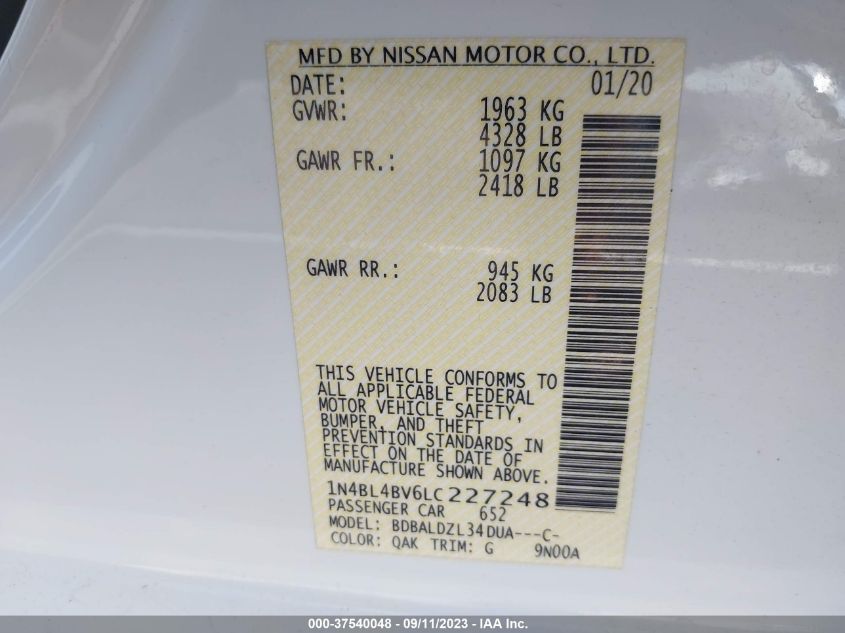 MFD BY NISSAN MOTOR CO., LTD.
DATE: 01/20
GVWR: 1963 KG
4328 LB
GAWR FR.: 1097 KG
2418 LB
GAWR RR.: 945 KG
2083 LB
THIS VEHICLE CONFORMS TO
ALL APPLICABLE FEDERAL
MOTOR VEHICLE SAFETY,
BUMPER, AND THEFT
PREVENTION STANDARDS IN
EFFECT ON THE DATE OF
MANUFACTURE SHOWN ABOVE.
1N4BL4BV6LC227248
PASSENGER CAR 652
MODEL: BDBALDZL34DUA---C-
COLOR: QAK TRIM: G 9N00A
000-37540048 - 09/11/2023 - IAA Inc.